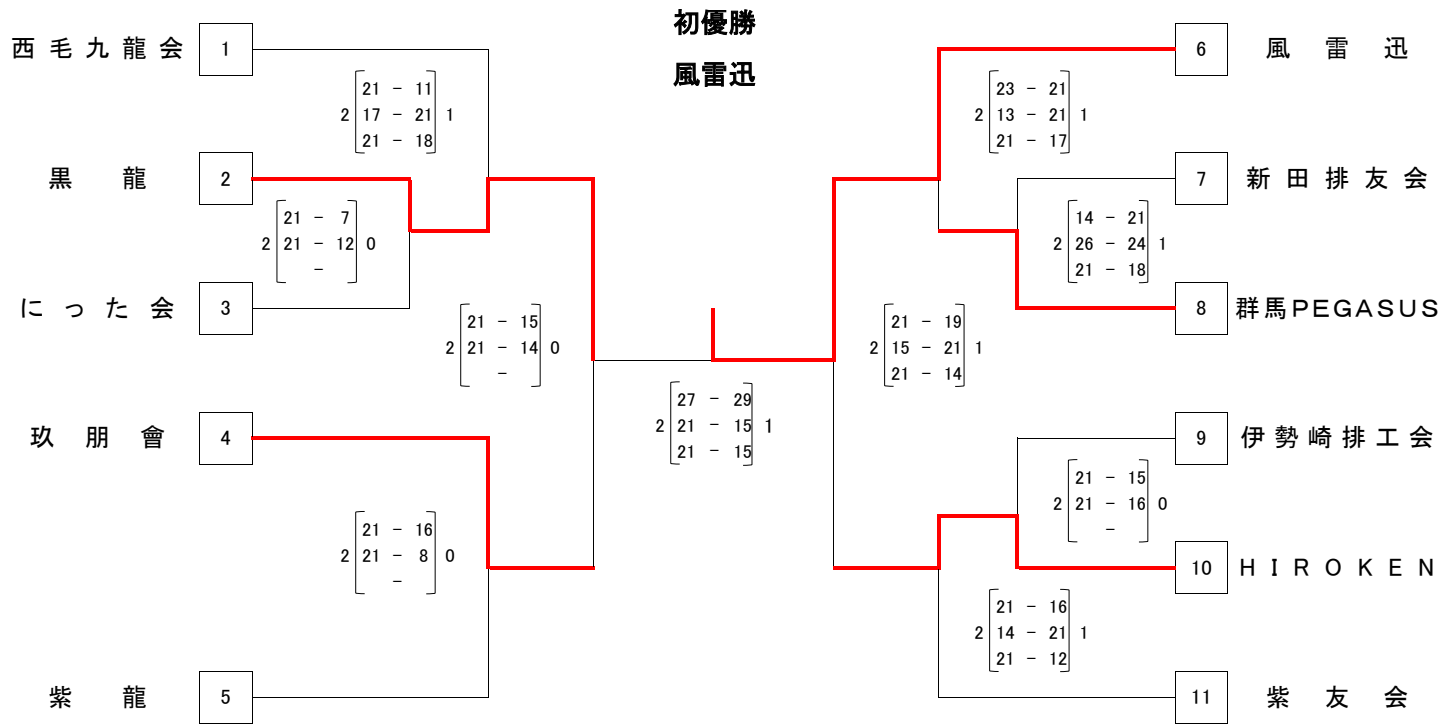 初優勝
風雷迅
西毛九龍会 1
2 21 - 11 1
17 - 21
21 - 18
黒龍 2
2 21 - 7 0
21 - 12
-
にった会 3
2 21 - 15 0
21 - 14
-
玖朋會 4
2 21 - 16 0
21 - 8
-
紫龍 5
2 27 - 29 1
21 - 15
21 - 15
6 風雷迅
2 23 - 21 1
13 - 21
21 - 17
7 新田排友会
2 14 - 21 1
26 - 24
21 - 18
8 群馬PEGASUS
2 21 - 19 1
15 - 21
21 - 14
9 伊勢崎排工会
2 21 - 15 0
21 - 16
-
10 HIROKEN
2 21 - 16 1
14 - 21
21 - 12
11 紫友会